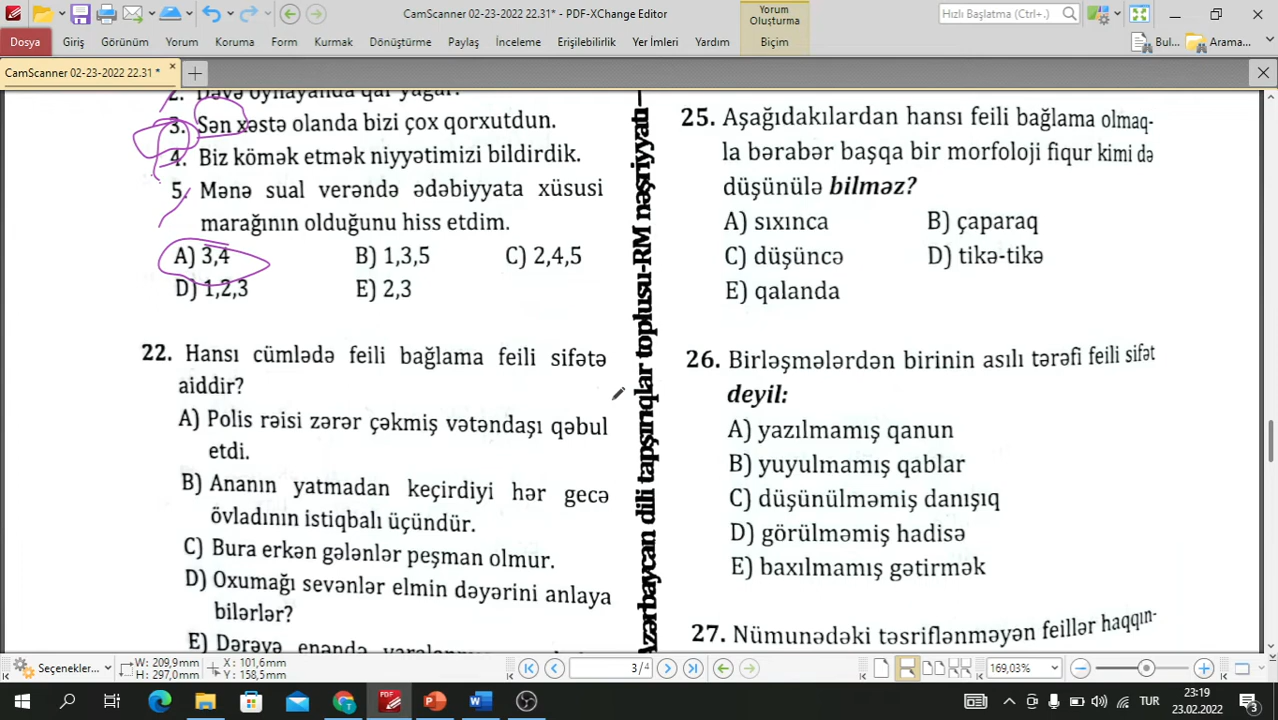 CamScanner 02-23-2022 22.31* - PDF-XChange Editor
Yorum
Oluşturma
Hızlı Başlatma (Ctrl+.)
Dosya
Giriş
Görünüm
Yorum
Koruma
Form
Kurmak
Dönüştürme
Paylaş
İnceleme
Erişilebilirlik
Yer İmleri
Yardım
Biçim
Bul...
Arama...
CamScanner 02-23-2022 22.31 *
2. Dəvə oynayanda qar yağar.
3. Sən xəstə olanda bizi çox qorxutdun.
4. Biz kömək etmək niyyətimizi bildirdik.
5. Mənə sual verəndə ədəbiyyata xüsusi
marağının olduğunu hiss etdim.
A) 3,4 B) 1,3,5 C) 2,4,5
D) 1,2,3 E) 2,3
22. Hansı cümlədə feili bağlama feili sifətə
aiddir?
A) Polis rəisi zərər çəkmiş vətəndaşı qəbul
etdi.
B) Ananın yatmadan keçirdiyi hər gecə
övladının istiqbalı üçündür.
C) Bura erkən gələnlər peşman olmur.
D) Oxumağı sevənlər elmin dəyərini anlaya
bilərlər?
E) Dərəyə enəndə
Azərbaycan dili tapşırıqlar toplusu-RM nəşriyyatı
25. Aşağıdakılardan hansı feili bağlama olmaq-
la bərabər başqa bir morfoloji fiqur kimi də
düşünülə bilməz?
A) sıxınca B) çaparaq
C) düşüncə D) tikə-tikə
E) qalanda
26. Birləşmələrdən birinin asılı tərəfi feili sifət
deyil:
A) yazılmamış qanun
B) yuyulmamış qablar
C) düşünülməmiş danışıq
D) görülməmiş hadisə
E) baxılmamış gətirmək
27. Nümunədəki təsriflənməyən feillər haqqın-
Seçenekler...
W: 209,9mm
H: 297,0mm
X: 101,6mm
Y: 158,5mm
3/4
169,03%
TUR
23:19
23.02.2022
3